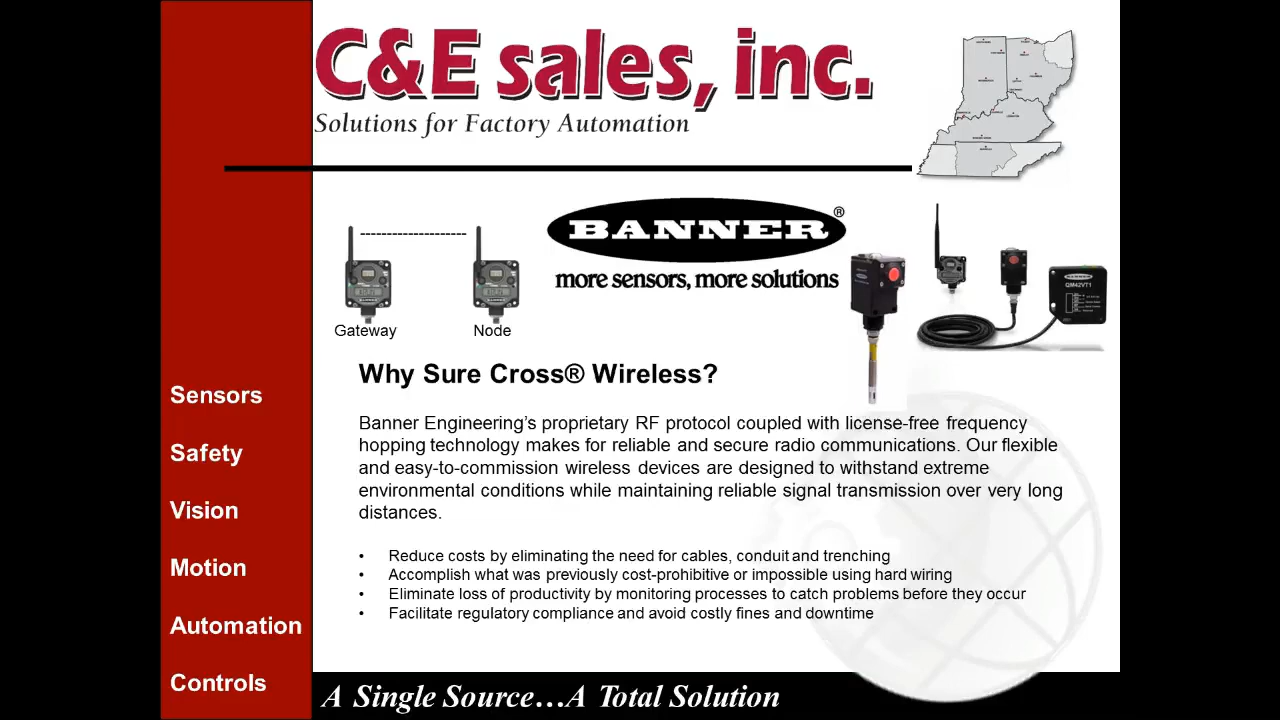 C&E sales, inc.
Solutions for Factory Automation
BANNER®
more sensors, more solutions
--------------------
BANNER
BANNER
Gateway
Node
BANNER
QM42VT1
Why Sure Cross® Wireless?
Banner Engineering's proprietary RF protocol coupled with license-free frequency
hopping technology makes for reliable and secure radio communications. Our flexible
and easy-to-commission wireless devices are designed to withstand extreme
environmental conditions while maintaining reliable signal transmission over very long
distances.
• Reduce costs by eliminating the need for cables, conduit and trenching
• Accomplish what was previously cost-prohibitive or impossible using hard wiring
• Eliminate loss of productivity by monitoring processes to catch problems before they occur
• Facilitate regulatory compliance and avoid costly fines and downtime
Sensors
Safety
Vision
Motion
Automation
Controls
A Single Source…A Total Solution